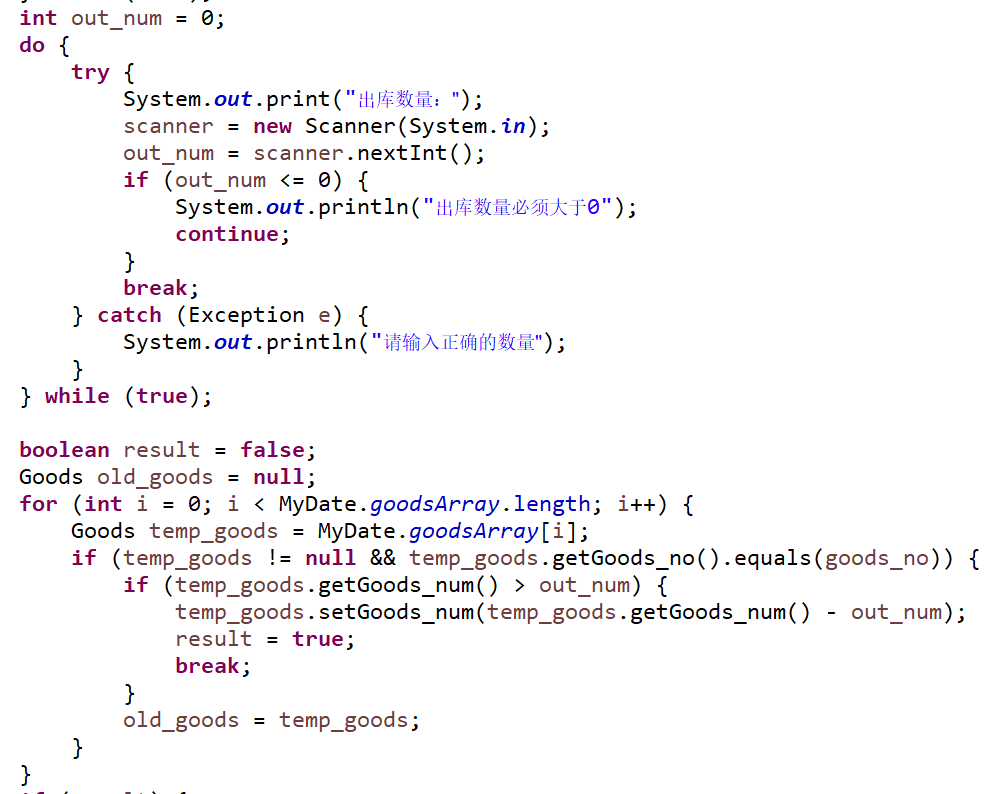 int out_num = 0;
do {
    try {
        System.out.print("出库数量：");
        scanner = new Scanner(System.in);
        out_num = scanner.nextInt();
        if (out_num <= 0) {
            System.out.println("出库数量必须大于0");
            continue;
        }
        break;
    } catch (Exception e) {
        System.out.println("请输入正确的数量");
    }
} while (true);

boolean result = false;
Goods old_goods = null;
for (int i = 0; i < MyDate.goodsArray.length; i++) {
    Goods temp_goods = MyDate.goodsArray[i];
    if (temp_goods != null && temp_goods.getGoods_no().equals(goods_no)) {
        if (temp_goods.getGoods_num() > out_num) {
            temp_goods.setGoods_num(temp_goods.getGoods_num() - out_num);
            result = true;
            break;
        }
        old_goods = temp_goods;
    }
}